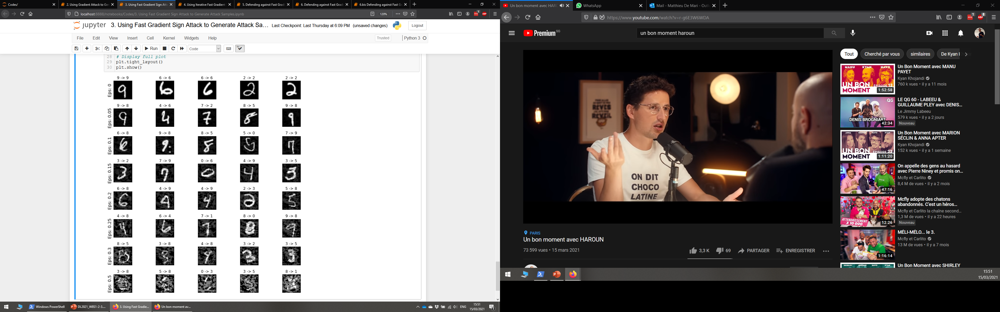 Codes/
2. Using Gradient Attack to Gen
3. Using Fast Gradient Sign Atta
4. Using Iterative Fast Gradient
5. Defending against Fast Gradi
6. Defending against Fast Gradi
6.bis Defending against Fast Gr
localhost:8888/notebooks/Codes/3. Using Fast Gradient Sign Attack to Generate Attack Samples.ipynb
120%
jupyter 3. Using Fast Gradient Sign Attack to Generate Attack Sa... Last Checkpoint: Last Thursday at 6:09 PM (unsaved changes)
Logout
File Edit View Insert Cell Kernel Widgets Help
Trusted
Python 3
Run
Code
28 # Display full plot
29 plt.tight_layout()
30 plt.show()
9 -> 9 6 -> 6 6 -> 6 2 -> 2 2 -> 2
Eps: 0
9 -> 8 4 -> 6 7 -> 2 8 -> 5 9 -> 8
Eps: 0.05
6 -> 8 9 -> 8 8 -> 5 5 -> 0 7 -> 9
Eps: 0.1
3 -> 2 7 -> 9 0 -> 6 4 -> 9 3 -> 5
Eps: 0.15
6 -> 8 4 -> 9 4 -> 9 2 -> 3 5 -> 8
Eps: 0.2
4 -> 8 6 -> 4 7 -> 1 8 -> 0 9 -> 8
Eps: 0.25
8 -> 5 3 -> 8 4 -> 8 3 -> 2 3 -> 5
Eps: 0.3
3 -> 8 5 -> 8 0 -> 3 3 -> 5 8 -> 1
Eps: 0.5
Windows PowerShell
DL2021_W8S1-2-3....
3. Using Fast Gradie...
Un bon moment av...
ENG
15:51
15/03/2021
Un bon moment avec HARO
WhatsApp
Mail - Matthieu De Mari - Outl
https://www.youtube.com/watch?v=r-g6E3W6WDA
Premium SG
un bon moment haroun
ON DIT
CHOCO
LATINE
PARIS
Un bon moment avec HAROUN
73 599 vues • 15 mars 2021
3,3 K
69
PARTAGER
ENREGISTRER
Tout
Cherché par vous
similaires
De Kyan
MANU KYAN NAVO
UN BON
MOMENT
ÉPISODE 13
1:52:58
Un Bon Moment avec MANU
PAYET
Kyan Khojandi
760 k vues • il y a 11 mois
QG
DENIS BROGNIART
42:34
LE QG 60 - LABEEU &
GUILLAUME PLEY avec DENIS...
Le Jimmy Labeeu
579 k vues • il y a 2 jours
Nouveau
ANNA MARION NAVO KYAN
UN BON
MOMENT
ÉPISODE 33
1:11:20
Un Bon Moment avec MARION
SÉCLIN & ANNA APTER
Kyan Khojandi
152 k vues • il y a 1 semaine
47:16
On appelle des gens au hasard
avec Pierre Niney et promis on...
Mcfly et Carlito
8,4 M de vues • il y a 2 mois
ATTENDRISSEMENT
X 10 000
12:26
Mcfly adopte des chatons
abandonnés. C'est un héros...
Mcfly et Carlito la chaîne second...
1,3 M de vues • il y a 22 heures
Nouveau
1:16:14
MÉLI-MÉLO... le 3.
Mcfly et Carlito
13 M de vues • il y a 7 mois
Un Bon Moment avec SHIRLEY
15:51
15/03/2021